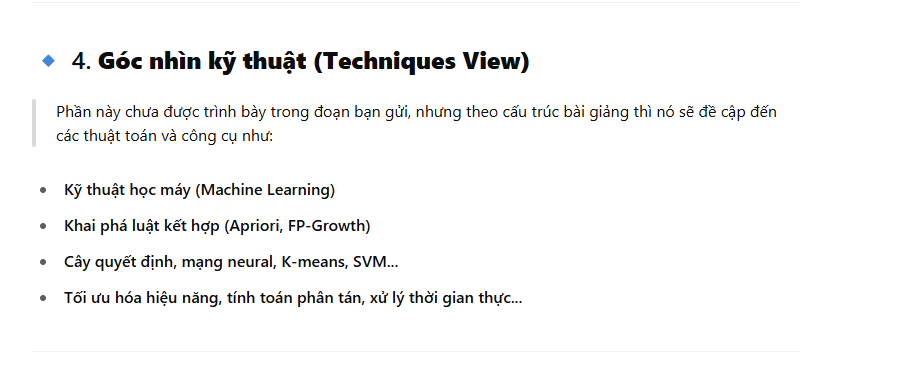 4. Góc nhìn kỹ thuật (Techniques View)
Phần này chưa được trình bày trong đoạn bạn gửi, nhưng theo cấu trúc bài giảng thì nó sẽ đề cập đến
các thuật toán và công cụ như:
Kỹ thuật học máy (Machine Learning)
Khai phá luật kết hợp (Apriori, FP-Growth)
Cây quyết định, mạng neural, K-means, SVM...
Tối ưu hóa hiệu năng, tính toán phân tán, xử lý thời gian thực...